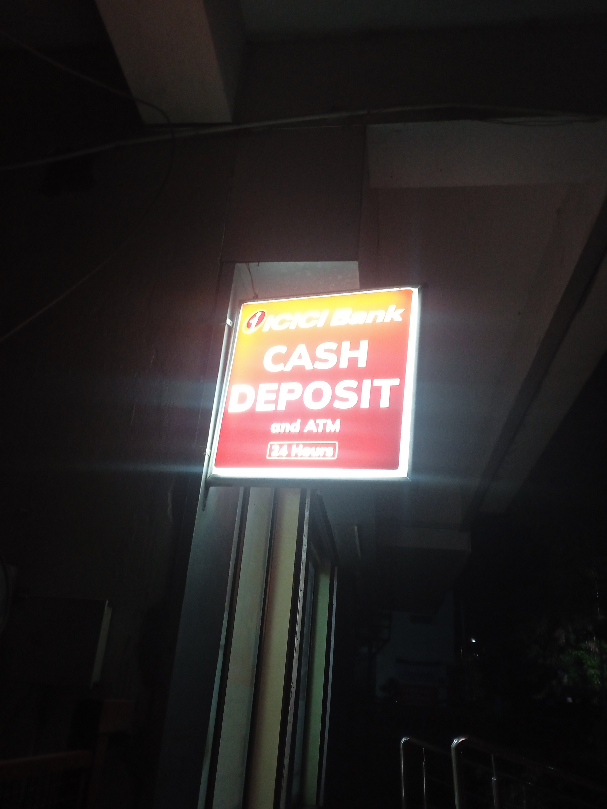 ICICI Bank
CASH
DEPOSIT
and ATM
24 Hours